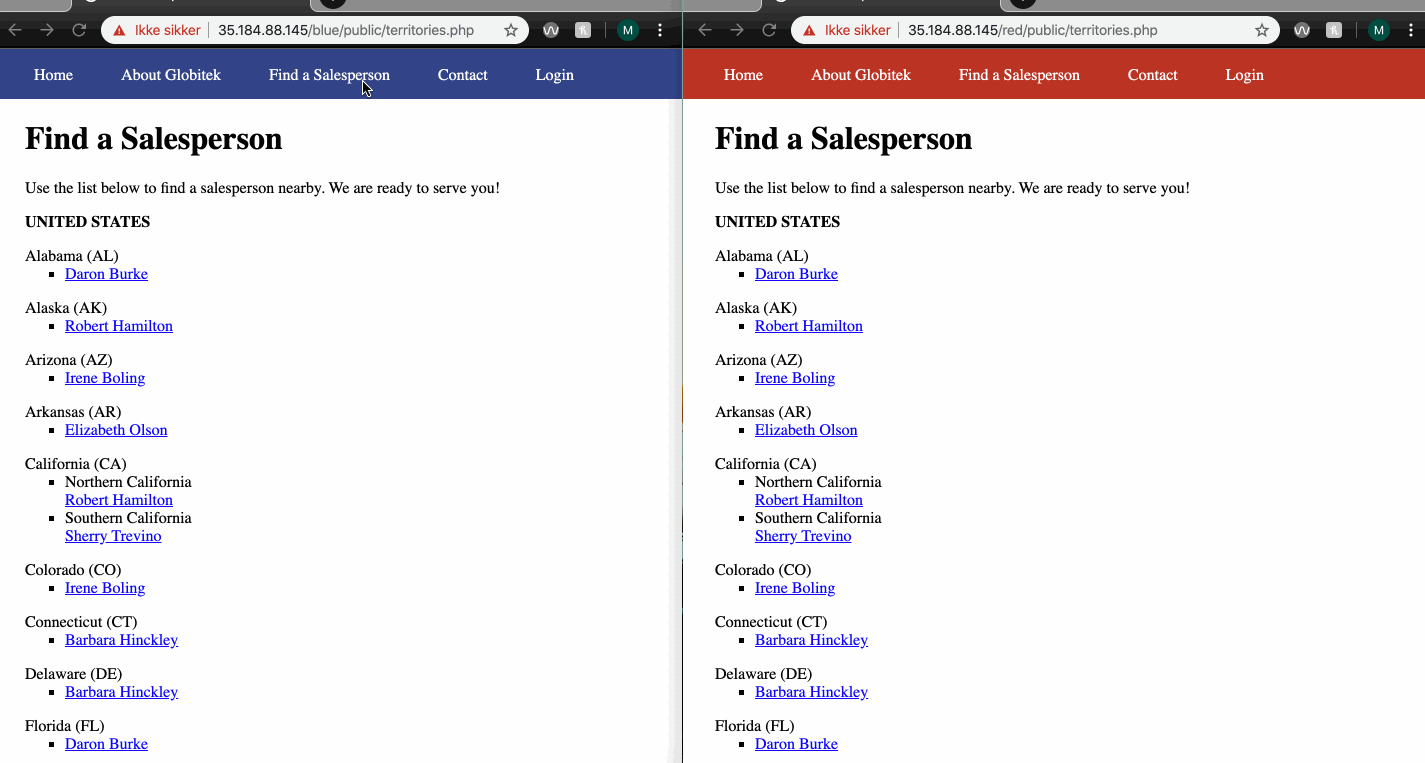 Ikke sikker 35.184.88.145/blue/public/territories.php M
Home About Globitek Find a Salesperson Contact Login
Find a Salesperson
Use the list below to find a salesperson nearby. We are ready to serve you!
UNITED STATES
Alabama (AL)
Daron Burke
Alaska (AK)
Robert Hamilton
Arizona (AZ)
Irene Boling
Arkansas (AR)
Elizabeth Olson
California (CA)
Northern California
Robert Hamilton
Southern California
Sherry Trevino
Colorado (CO)
Irene Boling
Connecticut (CT)
Barbara Hinckley
Delaware (DE)
Barbara Hinckley
Florida (FL)
Daron Burke
Ikke sikker 35.184.88.145/red/public/territories.php M
Home About Globitek Find a Salesperson Contact Login
Find a Salesperson
Use the list below to find a salesperson nearby. We are ready to serve you!
UNITED STATES
Alabama (AL)
Daron Burke
Alaska (AK)
Robert Hamilton
Arizona (AZ)
Irene Boling
Arkansas (AR)
Elizabeth Olson
California (CA)
Northern California
Robert Hamilton
Southern California
Sherry Trevino
Colorado (CO)
Irene Boling
Connecticut (CT)
Barbara Hinckley
Delaware (DE)
Barbara Hinckley
Florida (FL)
Daron Burke